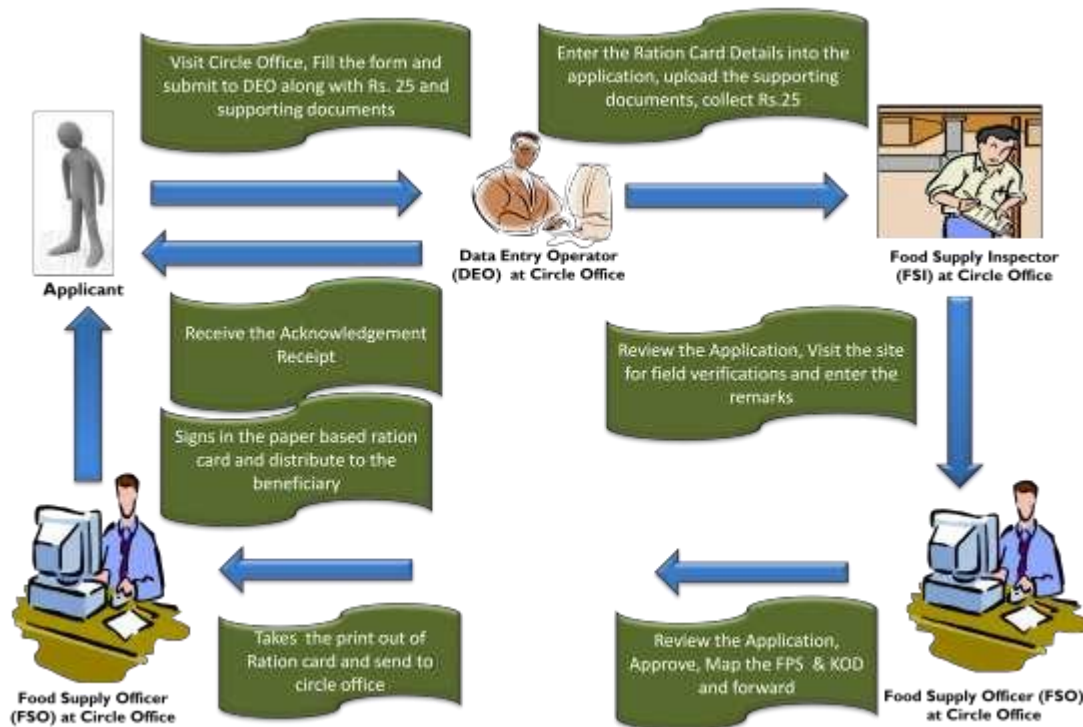 Visit Circle Office, Fill the form and
submit to DEO along with Rs. 25 and
supporting documents
Enter the Ration Card Details into the
application, upload the supporting
documents, collect Rs.25
Applicant
Data Entry Operator
(DEO) at Circle Office
Food Supply Inspector
(FSI) at Circle Office
Receive the Acknowledgement
Receipt
Review the Application, Visit the site
for field verifications and enter the
remarks
Signs in the paper based ration
card and distribute to the
beneficiary
Takes the print out of
Ration card and send to
circle office
Review the Application,
Approve, Map the FPS & KOD
and forward
Food Supply Officer
(FSO) at Circle Office
Food Supply Officer (FSO)
at Circle Office